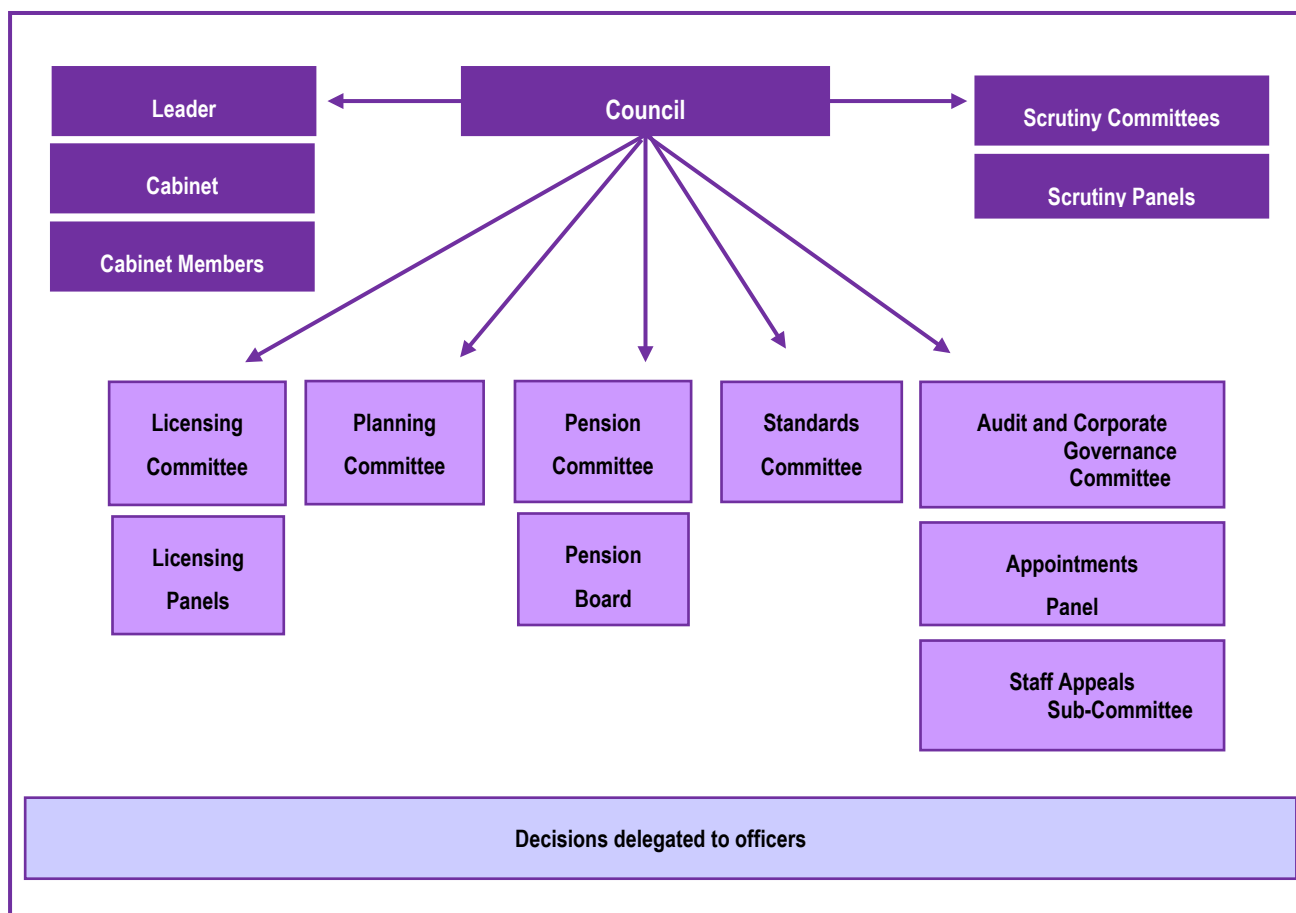 Leader
Council
Scrutiny Committees
Cabinet
Scrutiny Panels
Cabinet Members
Licensing
Committee
Planning
Committee
Pension
Committee
Standards
Committee
Audit and Corporate
Governance
Committee
Licensing
Panels
Pension
Board
Appointments
Panel
Staff Appeals
Sub-Committee
Decisions delegated to officers